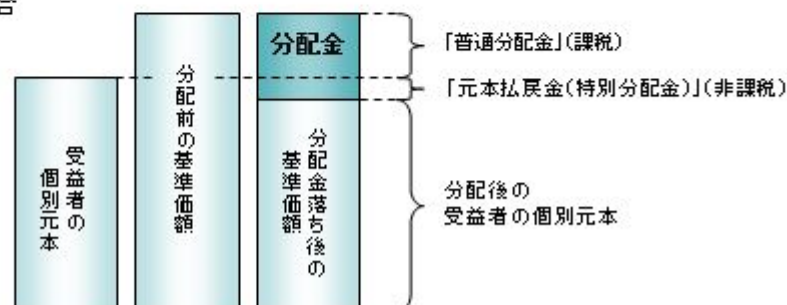 合
分配金
「普通分配金」(課税)
「元本払戻金(特別分配金)」(非課税)
受益者の
個別元本
分配前の基準価額
分配金落ち後の
基準価額
分配後の
受益者の個別元本